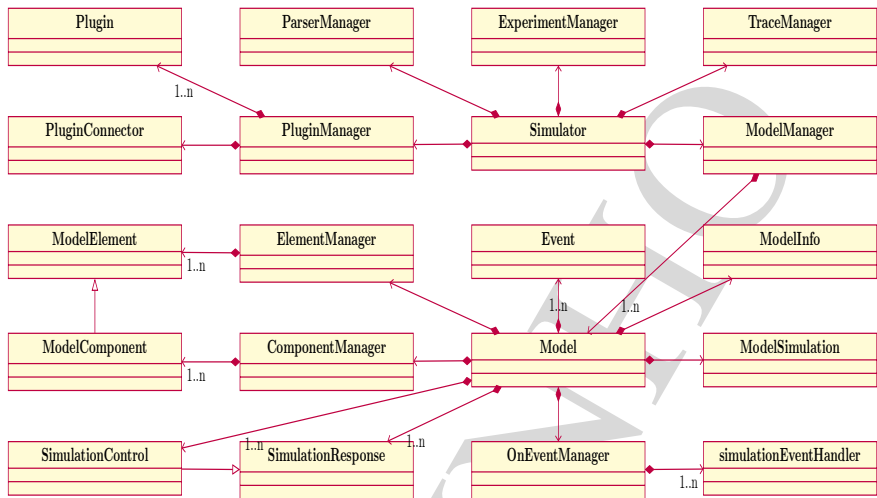 Plugin
ParserManager
ExperimentManager
TraceManager
1..n
PluginConnector
PluginManager
Simulator
ModelManager
ModelElement
ElementManager
Event
ModelInfo
1..n
1..n
1..n
ModelComponent
ComponentManager
Model
ModelSimulation
1..n
SimulationControl
SimulationResponse
OnEventManager
simulationEventHandler
1..n
1..n
1..n